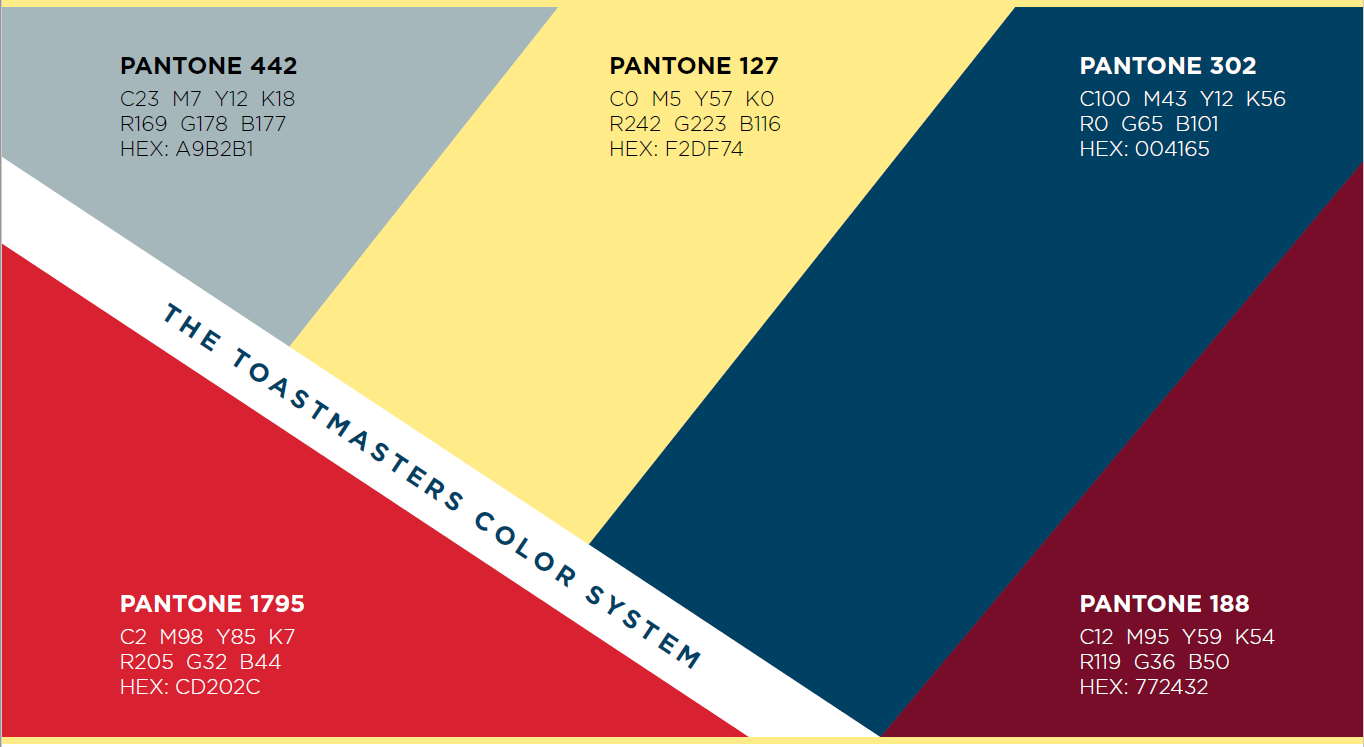 PANTONE 442
C23 M7 Y12 K18
R169 G178 B177
HEX: A9B2B1
PANTONE 127
C0 M5 Y57 K0
R242 G223 B116
HEX: F2DF74
PANTONE 302
C100 M43 Y12 K56
R0 G65 B101
HEX: 004165
THE TOASTMASTERS COLOR SYSTEM
PANTONE 1795
C2 M98 Y85 K7
R205 G32 B44
HEX: CD202C
PANTONE 188
C12 M95 Y59 K54
R119 G36 B50
HEX: 772432